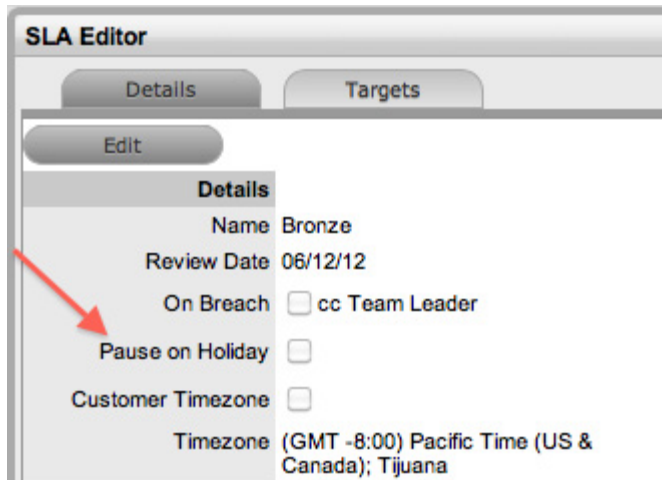 SLA Editor
Details Targets
Edit
Details
Name Bronze
Review Date 06/12/12
On Breach cc Team Leader
Pause on Holiday
Customer Timezone
Timezone (GMT -8:00) Pacific Time (US &
Canada); Tijuana